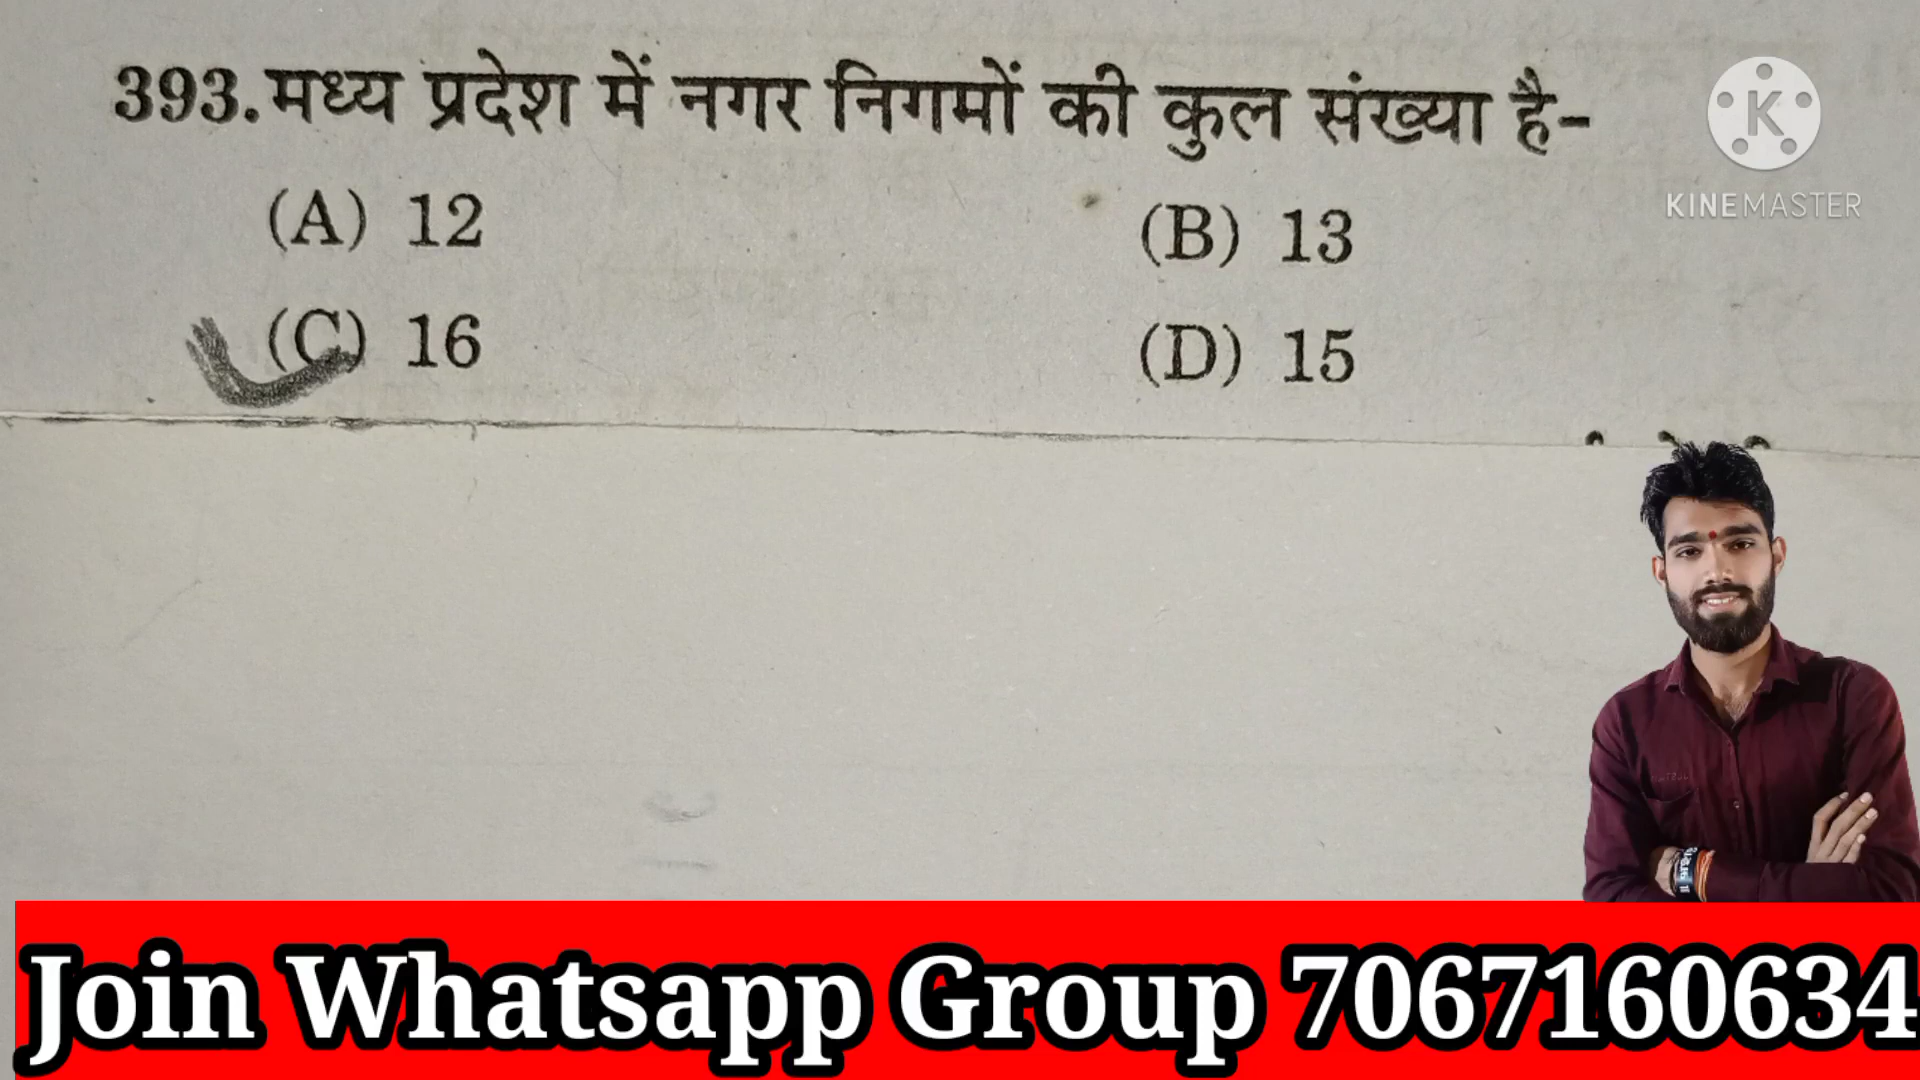 393. मध्य प्रदेश में नगर निगमों की कुल संख्या है-
(A) 12 (B) 13
(C) 16 (D) 15
KINEMASTER
Join Whatsapp Group 7067160634